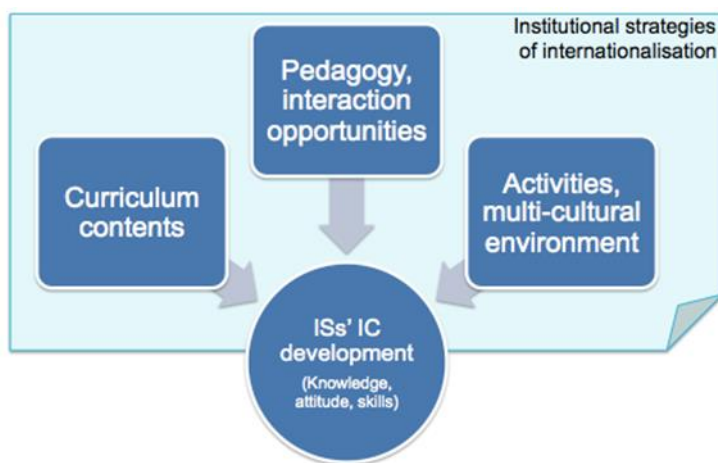 Institutional strategies
of internationalisation
Pedagogy,
interaction
opportunities
Curriculum
contents
Activities,
multi-cultural
environment
ISs' IC
development
(Knowledge,
attitude, skills)